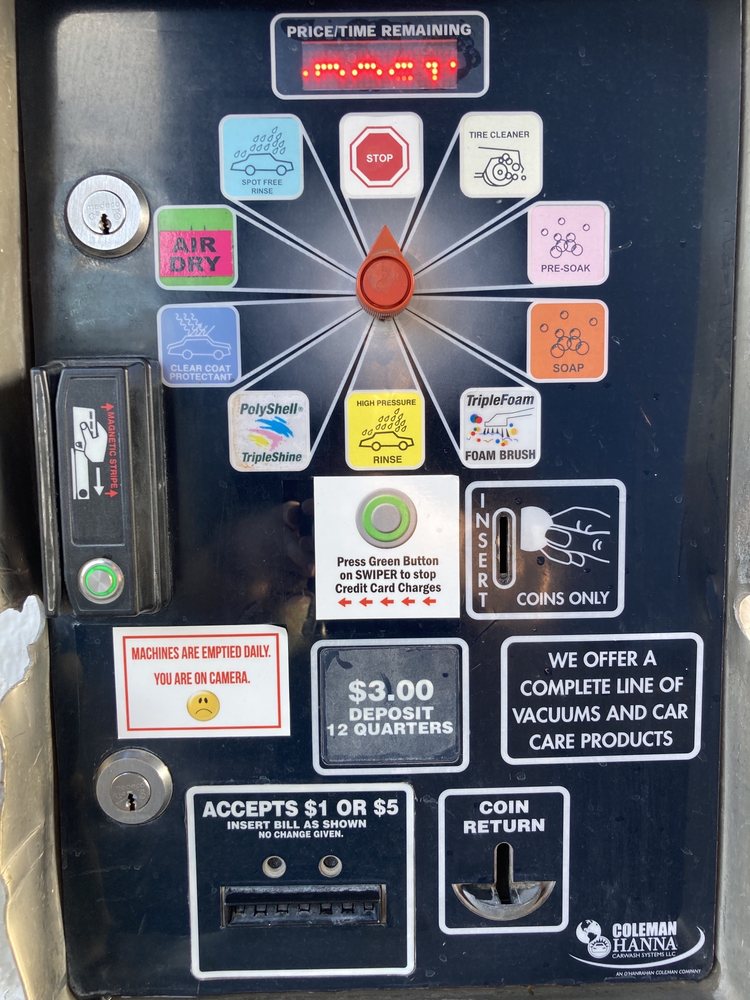 PRICE/TIME REMAINING
SPOT FREE
RINSE
STOP
TIRE CLEANER
AIR
DRY
PRE-SOAK
CLEAR COAT
PROTECTANT
SOAP
PolyShell®
TripleShine
HIGH PRESSURE
RINSE
TripleFoam
FOAM BRUSH
MAGNETIC STRIPE
Press Green Button
on SWIPER to stop
Credit Card Charges
INSERT
COINS ONLY
MACHINES ARE EMPTIED DAILY.
YOU ARE ON CAMERA.
$3.00
DEPOSIT
12 QUARTERS
WE OFFER A
COMPLETE LINE OF
VACUUMS AND CAR
CARE PRODUCTS
ACCEPTS $1 OR $5
INSERT BILL AS SHOWN
NO CHANGE GIVEN.
COIN
RETURN
COLEMAN
HANNA
CARWASH SYSTEMS LLC
AN O'HANRAHAN COLEMAN COMPANY